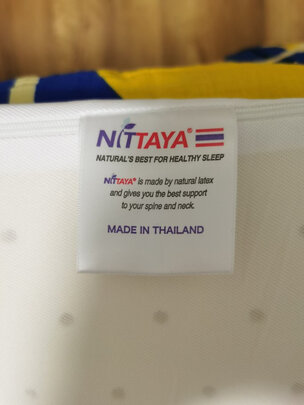 NITTAYA®
NATURAL'S BEST FOR HEALTHY SLEEP
NITTAYA® is made by natural latex
and gives you the best support
to your spine and neck.
MADE IN THAILAND